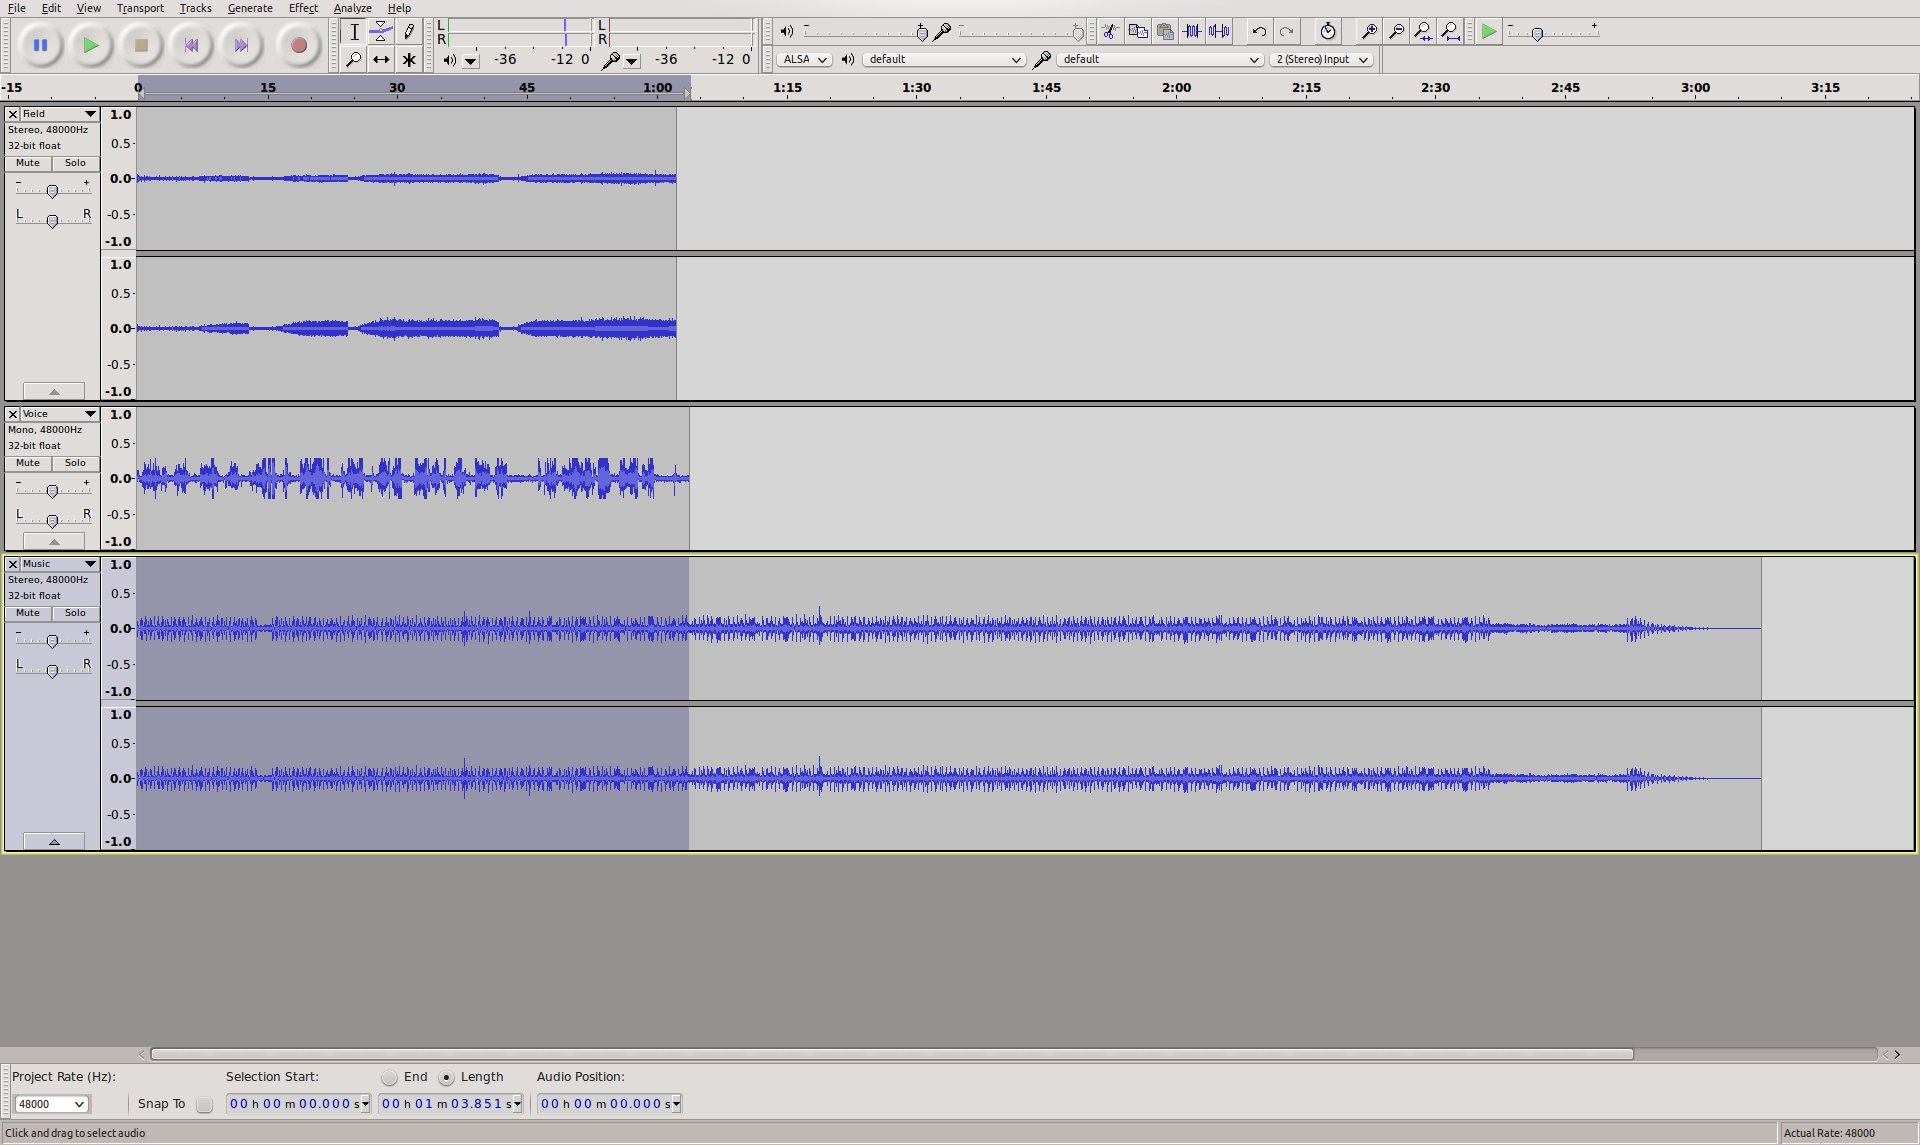 File Edit View Transport Tracks Generate Effect Analyze Help
L
R
-36 -12 0
L
R
-36 -12 0
ALSA default default 2 (Stereo) Input
-15 0 15 30 45 1:00 1:15 1:30 1:45 2:00 2:15 2:30 2:45 3:00 3:15
Field
Stereo, 48000Hz
32-bit float
Mute Solo
- +
L R
1.0
0.5
0.0
-0.5
-1.0
1.0
0.5
0.0
-0.5
-1.0
Voice
Mono, 48000Hz
32-bit float
Mute Solo
- +
L R
1.0
0.5
0.0
-0.5
-1.0
Music
Stereo, 48000Hz
32-bit float
Mute Solo
- +
L R
1.0
0.5
0.0
-0.5
-1.0
1.0
0.5
0.0
-0.5
-1.0
Project Rate (Hz): Selection Start: End Length Audio Position:
48000 Snap To 00 h 00 m 00.000 s 00 h 01 m 03.851 s 00 h 00 m 00.000 s
Click and drag to select audio Actual Rate: 48000